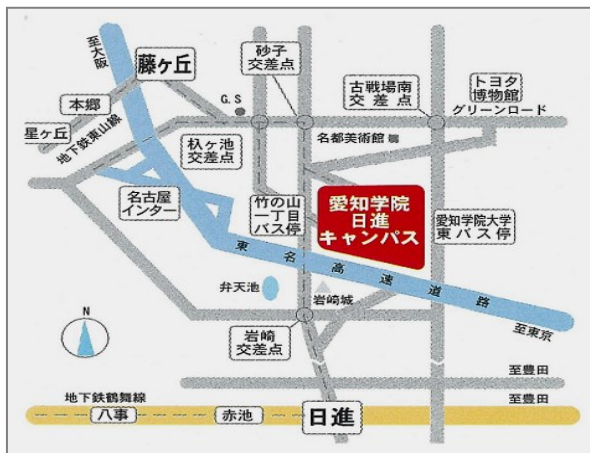 至大阪
藤ヶ丘
本郷
星ヶ丘
地下鉄東山線
G.S
砂子
交差点
古戦場南
交差点
トヨタ
博物館
グリーンロード
名都美術館
杁ヶ池
交差点
名古屋
インター
竹の山
一丁目
バス停
愛知学院
日進
キャンパス
愛知学院大学
東バス停
東名高速道路
弁天池
岩崎城
至東京
N
岩崎
交差点
至豊田
地下鉄鶴舞線
至豊田
八事
赤池
日進